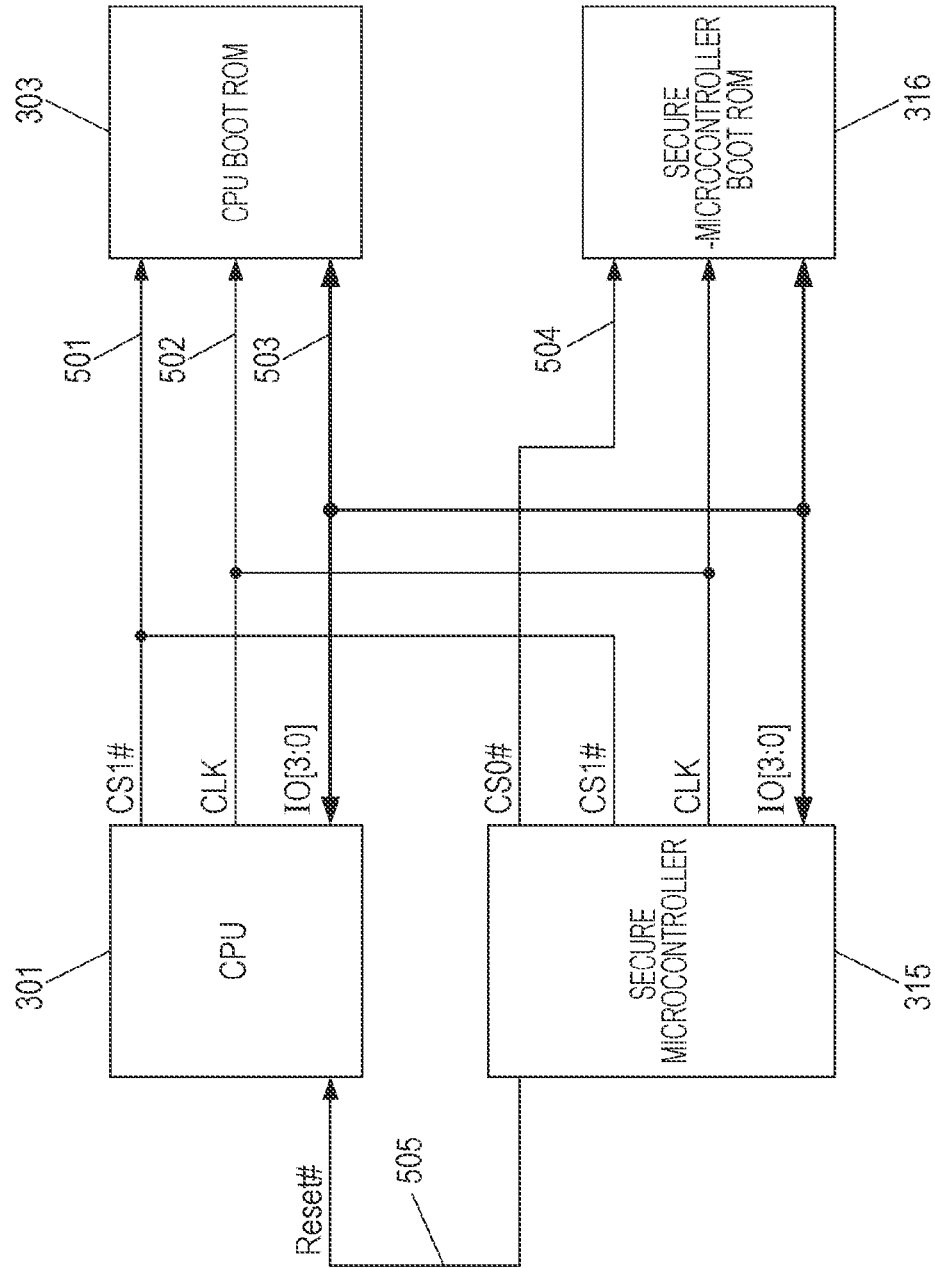 303
CPU BOOT ROM
SECURE
-MICROCONTROLLER
BOOT ROM
316
501
502
503
504
CS1#
CLK
IO[3:0]
CS0#
CS1#
CLK
IO[3:0]
301
CPU
SECURE
MICROCONTROLLER
315
Reset#
505